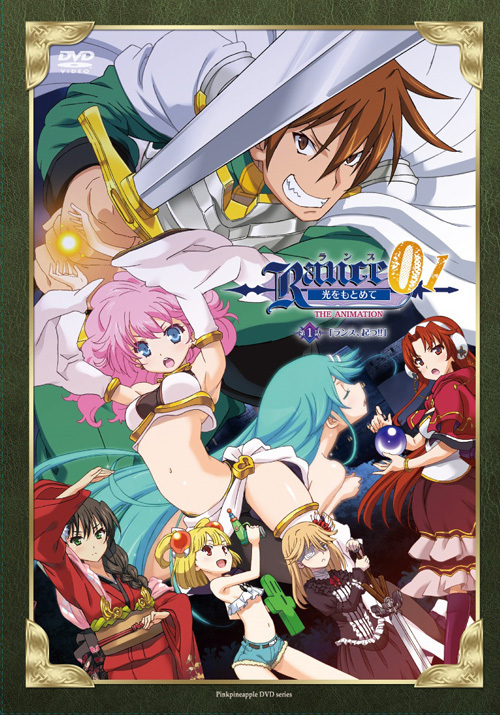 DVD
VIDEO
ランス
Rance 01
光をもとめて
THE ANIMATION
1 「ランス、起つ!!」
Pinkpineapple DVD series